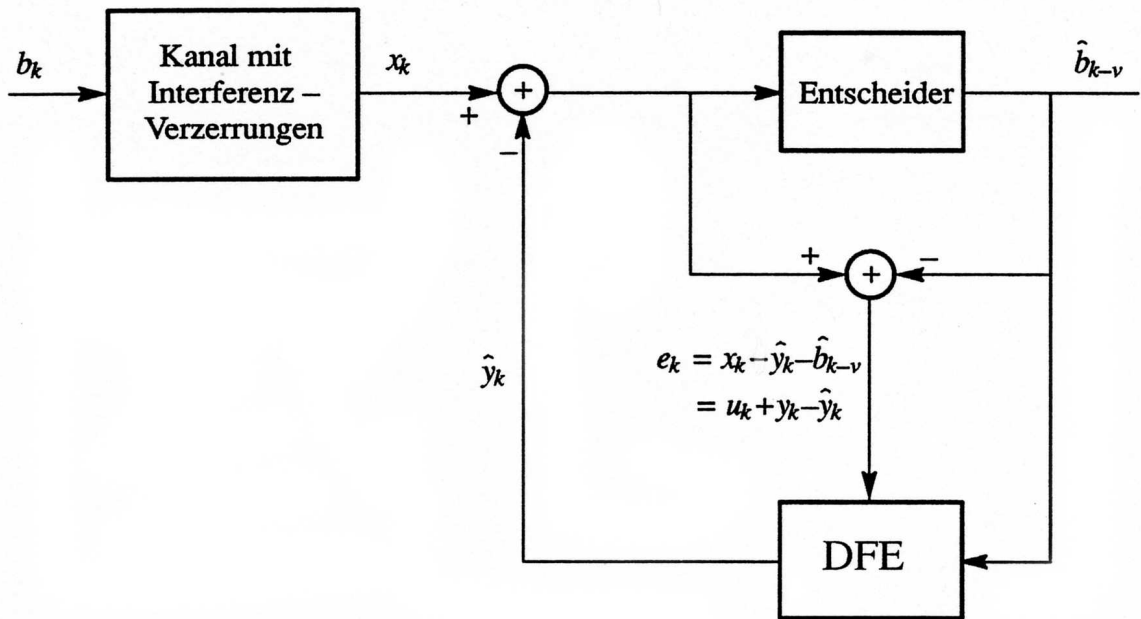 b_k
Kanal mit
Interferenz –
Verzerrungen
x_k
+
+
–
Entscheider
b̂_{k–v}
+
+
–
ŷ_k
e_k = x_k–ŷ_k–b̂_{k–v}
= u_k+y_k–ŷ_k
DFE